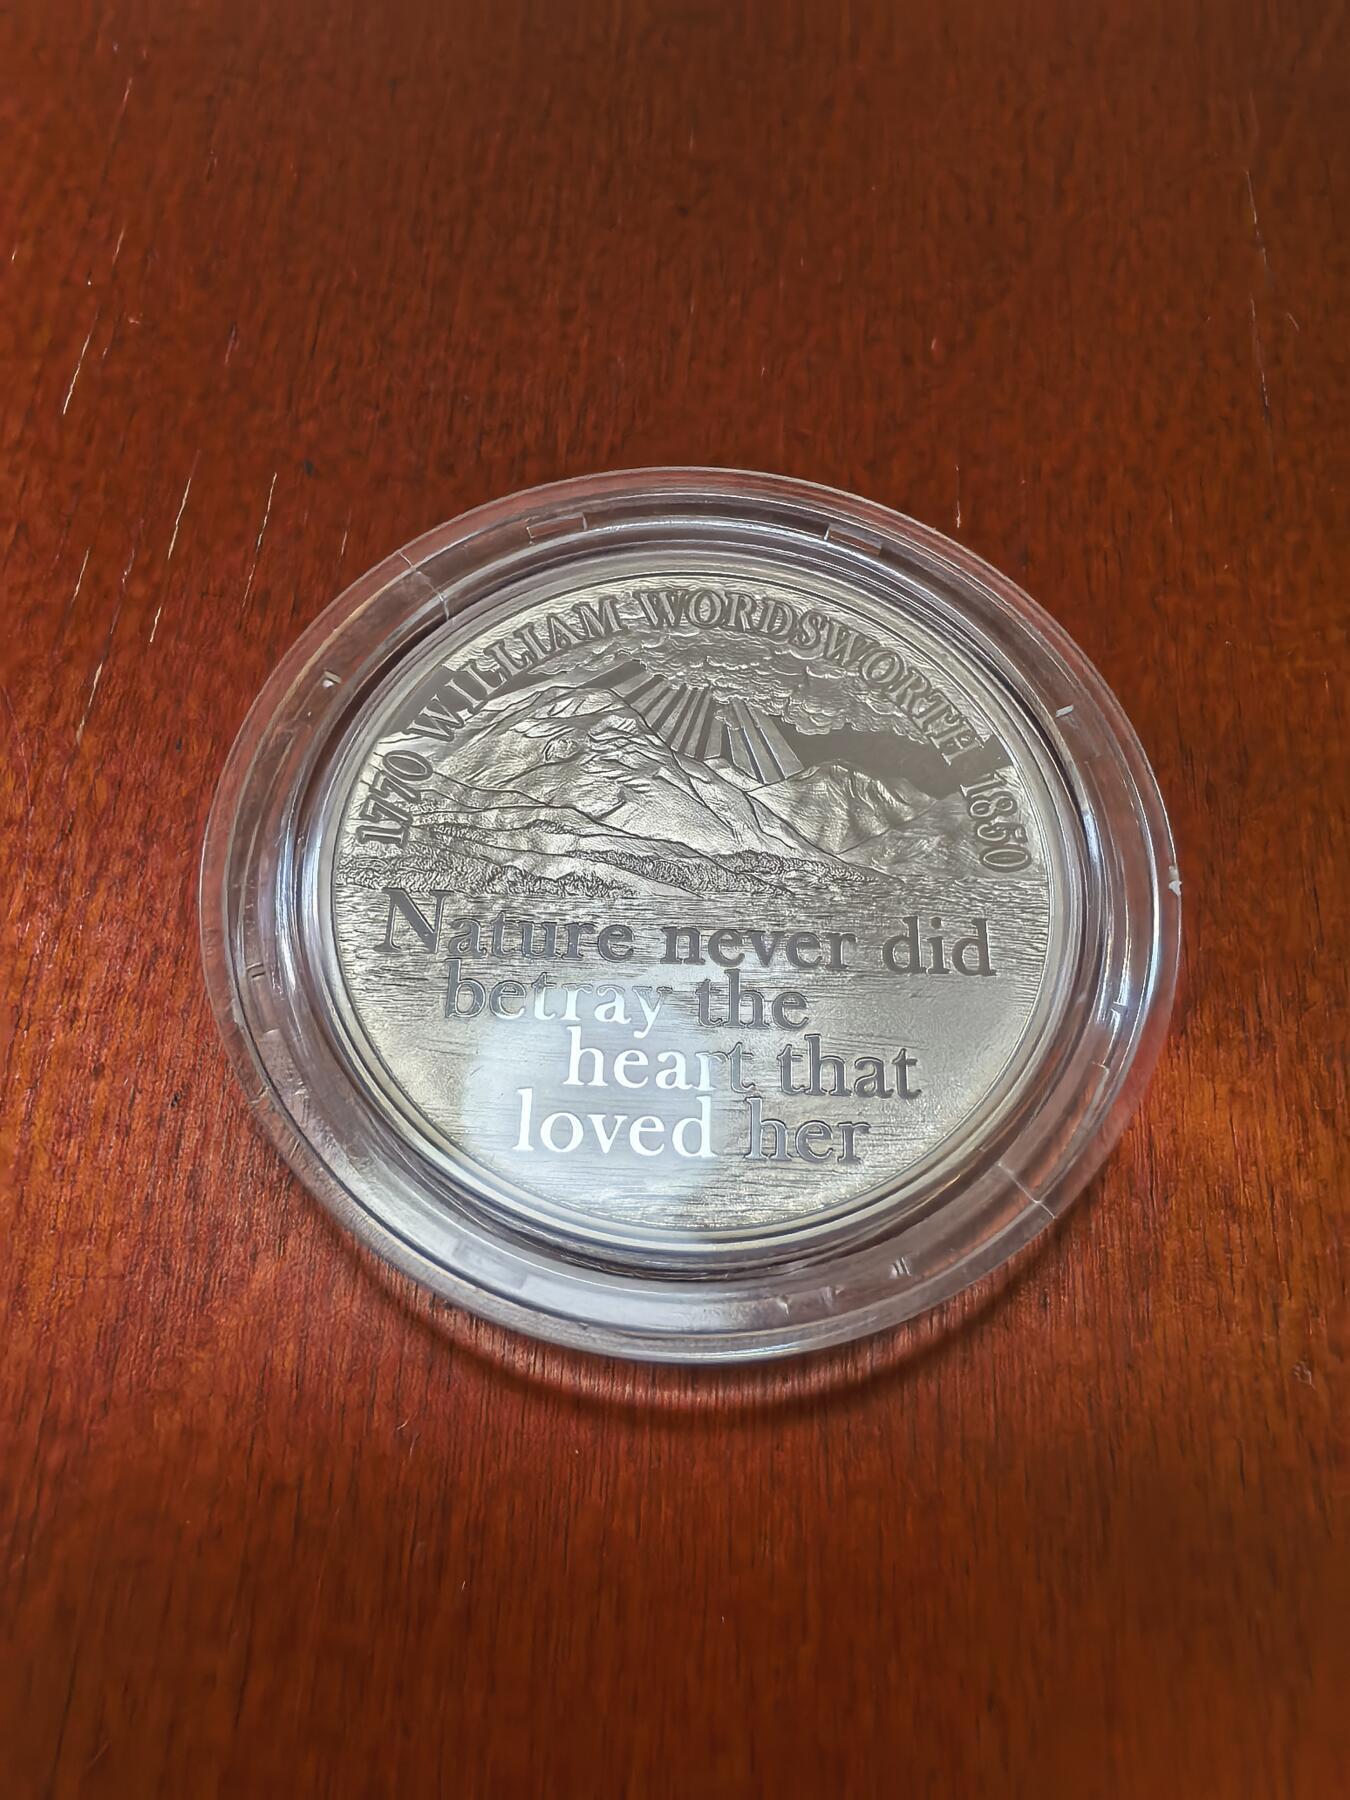 1770 WILLIAM WORDSWORTH 1850
Nature never did
betray the
heart that
loved her